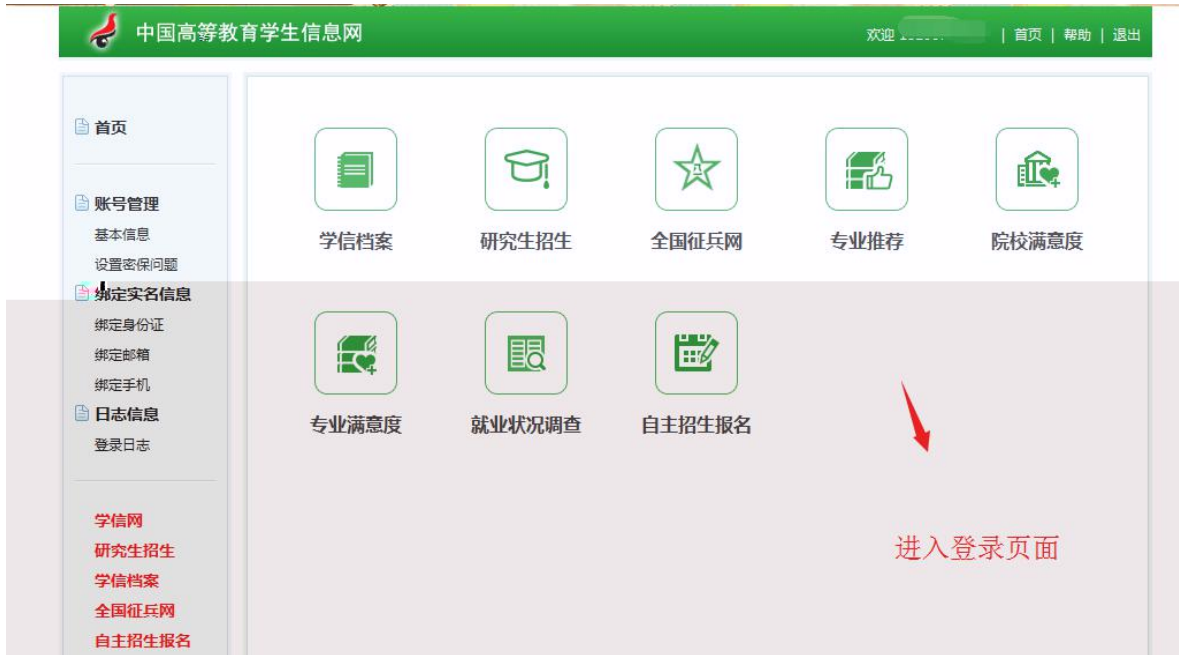 中国高等教育学生信息网
欢迎 | 首页 | 帮助 | 退出
首页
账号管理
基本信息
设置密保问题
绑定实名信息
绑定身份证
绑定邮箱
绑定手机
日志信息
登录日志
学信网
研究生招生
学信档案
全国征兵网
自主招生报名
学信档案
研究生招生
全国征兵网
专业推荐
院校满意度
专业满意度
就业状况调查
自主招生报名
进入登录页面